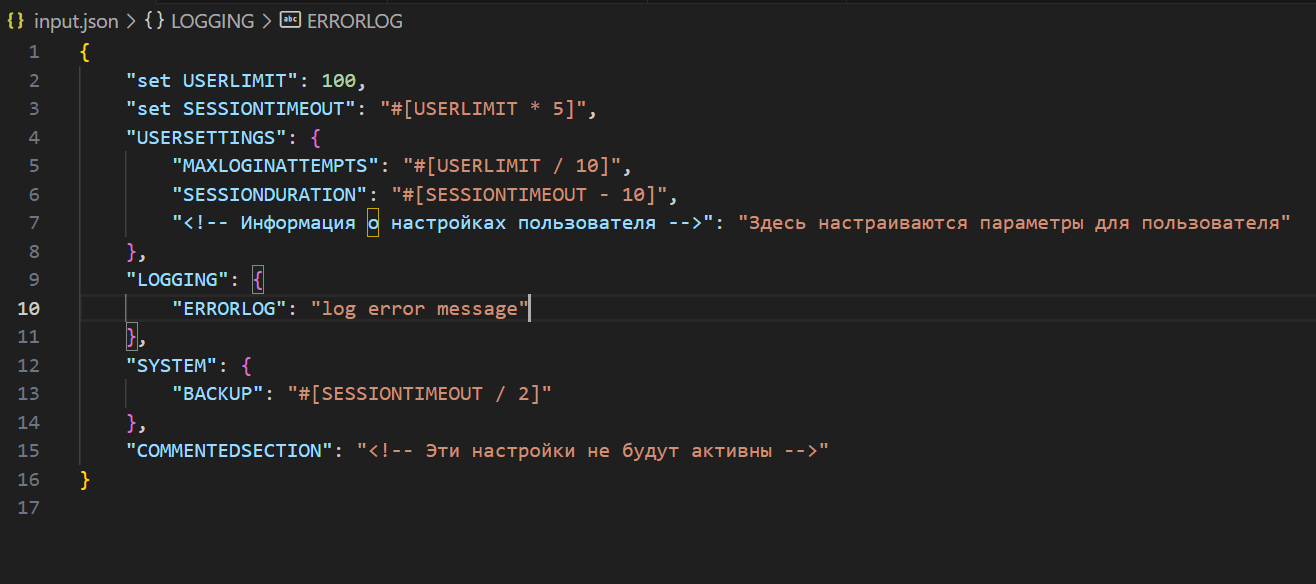 {} input.json > {} LOGGING > abc ERRORLOG
1 {
2 "set USERLIMIT": 100,
3 "set SESSIONTIMEOUT": "#[USERLIMIT * 5]",
4 "USERSETTINGS": {
5 "MAXLOGINATTEMPTS": "#[USERLIMIT / 10]",
6 "SESSIONDURATION": "#[SESSIONTIMEOUT - 10]",
7 "<!-- Информация о настройках пользователя -->": "Здесь настраиваются параметры для пользователя"
8 },
9 "LOGGING": {
10 "ERRORLOG": "log error message"
11 },
12 "SYSTEM": {
13 "BACKUP": "#[SESSIONTIMEOUT / 2]"
14 },
15 "COMMENTEDSECTION": "<!-- Эти настройки не будут активны -->"
16 }
17